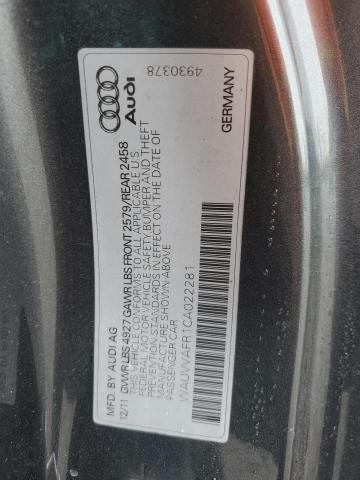 Audi
MFD. BY AUDI AG
12/11 GVWR LBS 4927 GAWR LBS FRONT 2579/REAR 2458
THIS VEHICLE CONFORMS TO ALL APPLICABLE U S
FEDERAL MOTOR VEHICLE SAFETY, BUMPER AND THEFT
PREVENTION STANDARDS IN EFFECT ON THE DATE OF
MANUFACTURE SHOWN ABOVE
PASSENGER CAR
WAUWAFR1CA022281
4930378
GERMANY